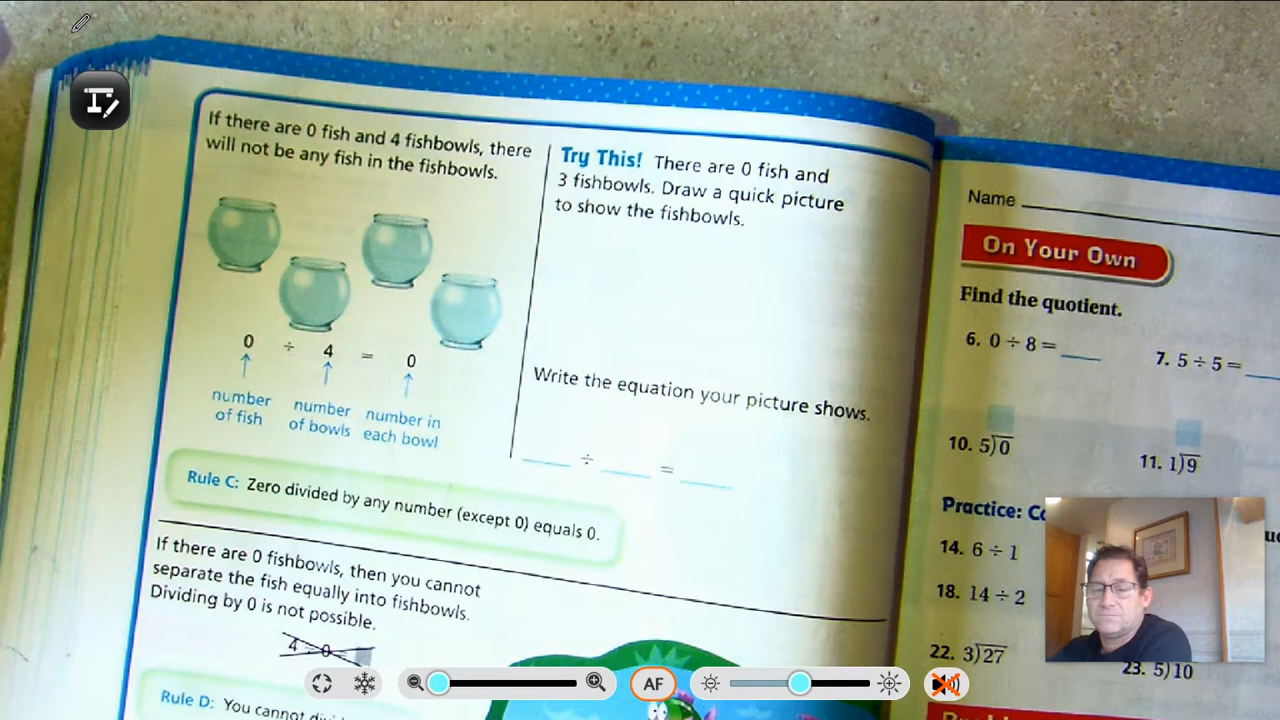 If there are 0 fish and 4 fishbowls, there
will not be any fish in the fishbowls.
0 ÷ 4 = 0
number of fish
number of bowls
number in each bowl
Try This! There are 0 fish and
3 fishbowls. Draw a quick picture
to show the fishbowls.
Write the equation your picture shows.
___ ÷ ___ = ___
Rule C: Zero divided by any number (except 0) equals 0.
If there are 0 fishbowls, then you cannot
separate the fish equally into fishbowls.
Dividing by 0 is not possible.
4 ÷ 0
Rule D: You cannot
Name
On Your Own
Find the quotient.
6. 0 ÷ 8 = ___
7. 5 ÷ 5 = ___
10. 5)0
11. 1)9
Practice:
14. 6 ÷ 1
18. 14 ÷ 2
22. 3)27
23. 5)10
AF